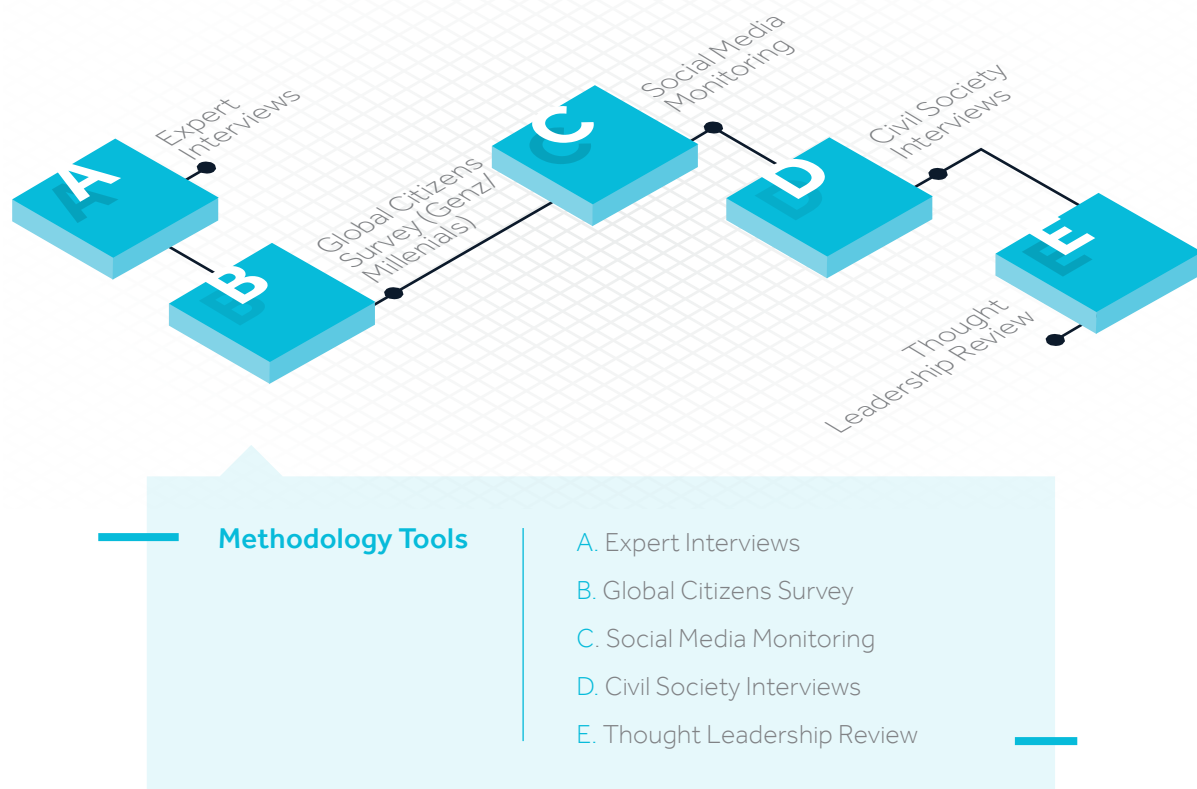 A
Expert
Interviews
B
Global Citizens
Survey (Genz/
Millenials)
C
Social Media
Monitoring
D
Civil Society
Interviews
E
Thought
Leadership Review
Methodology Tools
A. Expert Interviews
B. Global Citizens Survey
C. Social Media Monitoring
D. Civil Society Interviews
E. Thought Leadership Review